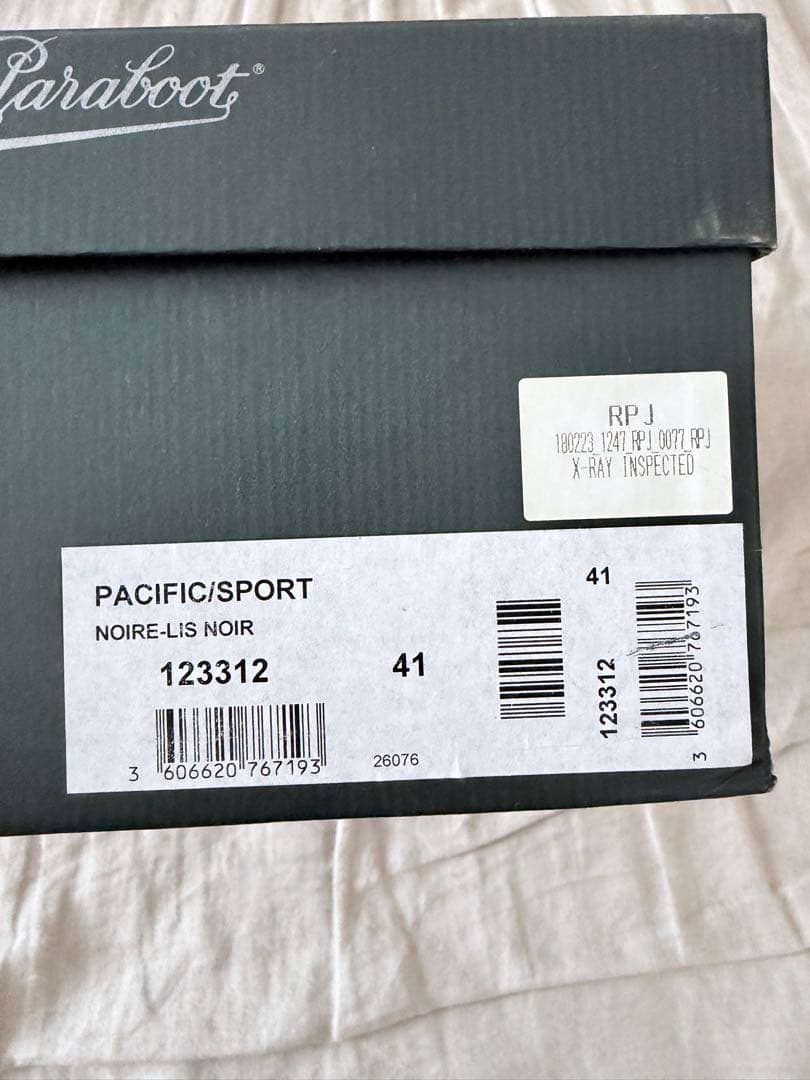 Paraboot®
RPJ
180223_1247_RPJ_0077_RPJ
X-RAY INSPECTED
PACIFIC/SPORT
NOIRE-LIS NOIR
123312
41
3 606620 767193
26076
41
123312
3 606620 767193